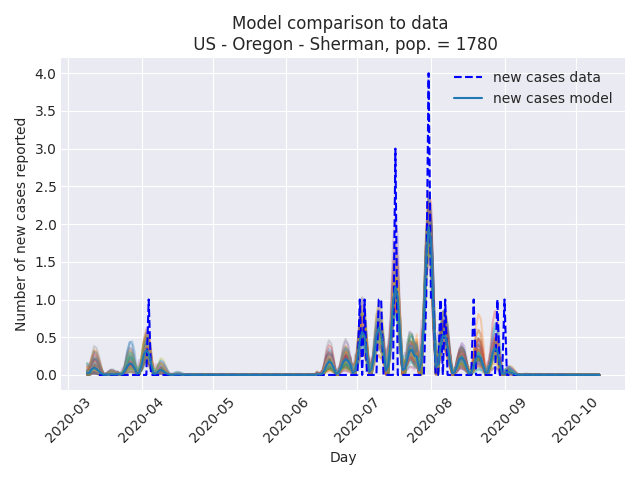 Model comparison to data
US - Oregon - Sherman, pop. = 1780
new cases data
new cases model
Number of new cases reported
4.0
3.5
3.0
2.5
2.0
1.5
1.0
0.5
0.0
2020-03
2020-04
2020-05
2020-06
2020-07
2020-08
2020-09
2020-10
Day